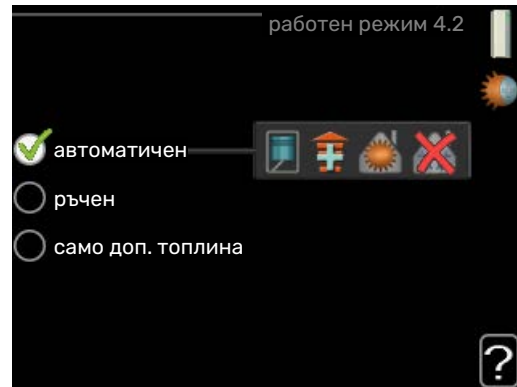 работен режим 4.2
автоматичен
ръчен
само доп. топлина
?